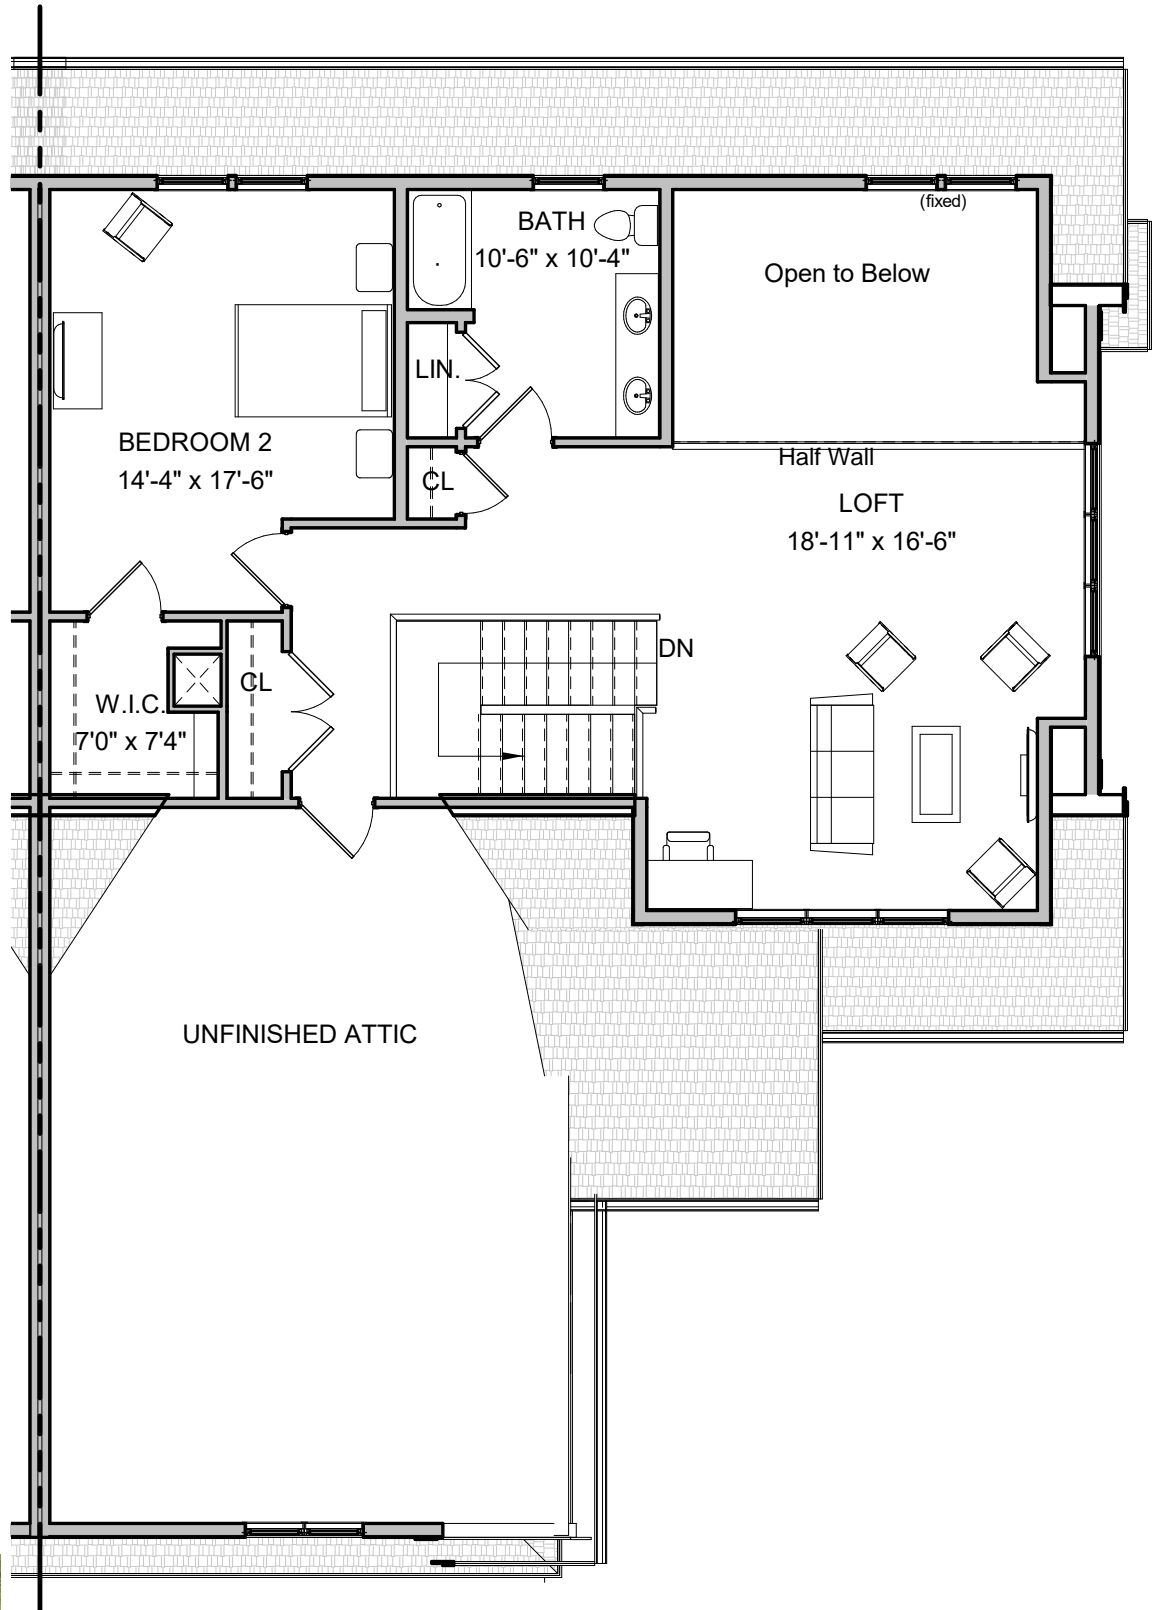 (fixed)
BATH
10'-6" x 10'-4"
Open to Below
LIN.
BEDROOM 2
14'-4" x 17'-6"
CL
Half Wall
LOFT
18'-11" x 16'-6"
DN
CL
W.I.C.
7'0" x 7'4"
UNFINISHED ATTIC